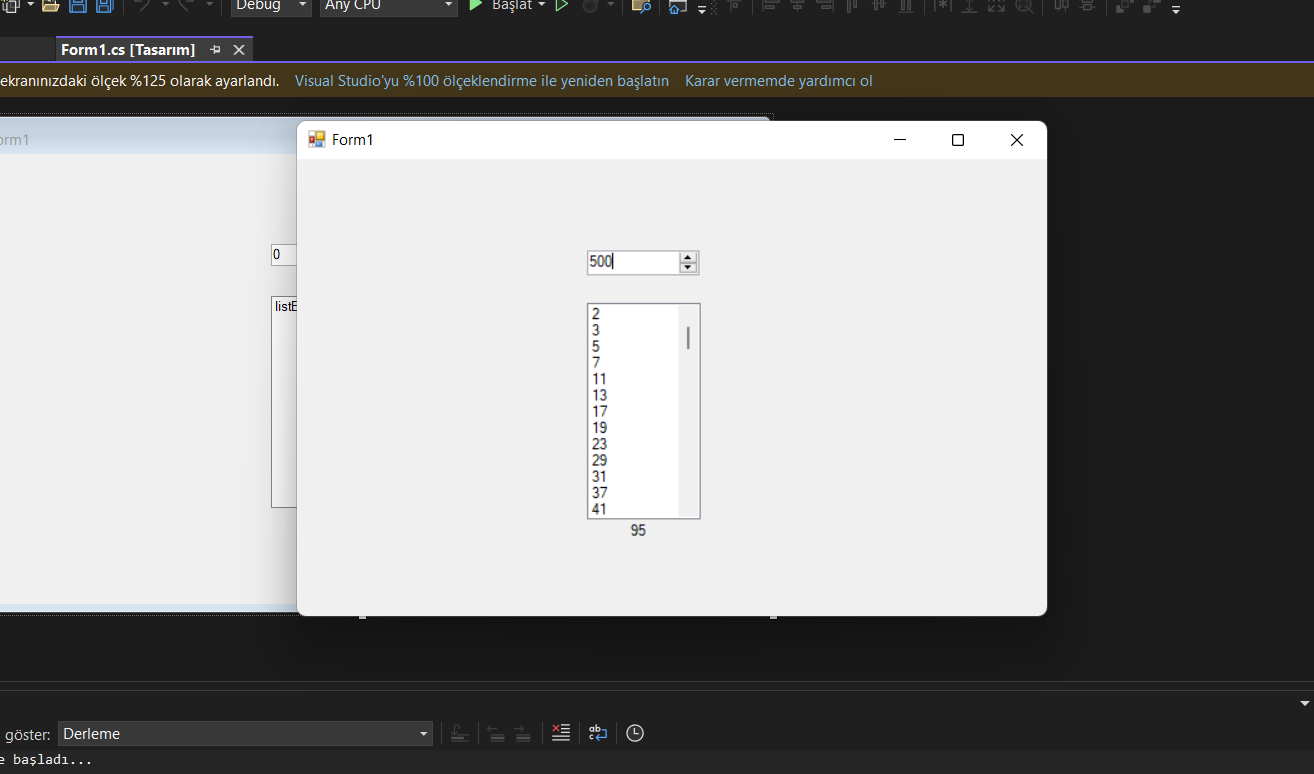 Debug Any CPU Başlat
Form1.cs [Tasarım]
ekranınızdaki ölçek %125 olarak ayarlandı. Visual Studio'yu %100 ölçeklendirme ile yeniden başlatın Karar vermemde yardımcı ol
orm1
Form1
0
500
listE
2
3
5
7
11
13
17
19
23
29
31
37
41
95
göster: Derleme
e başladı...